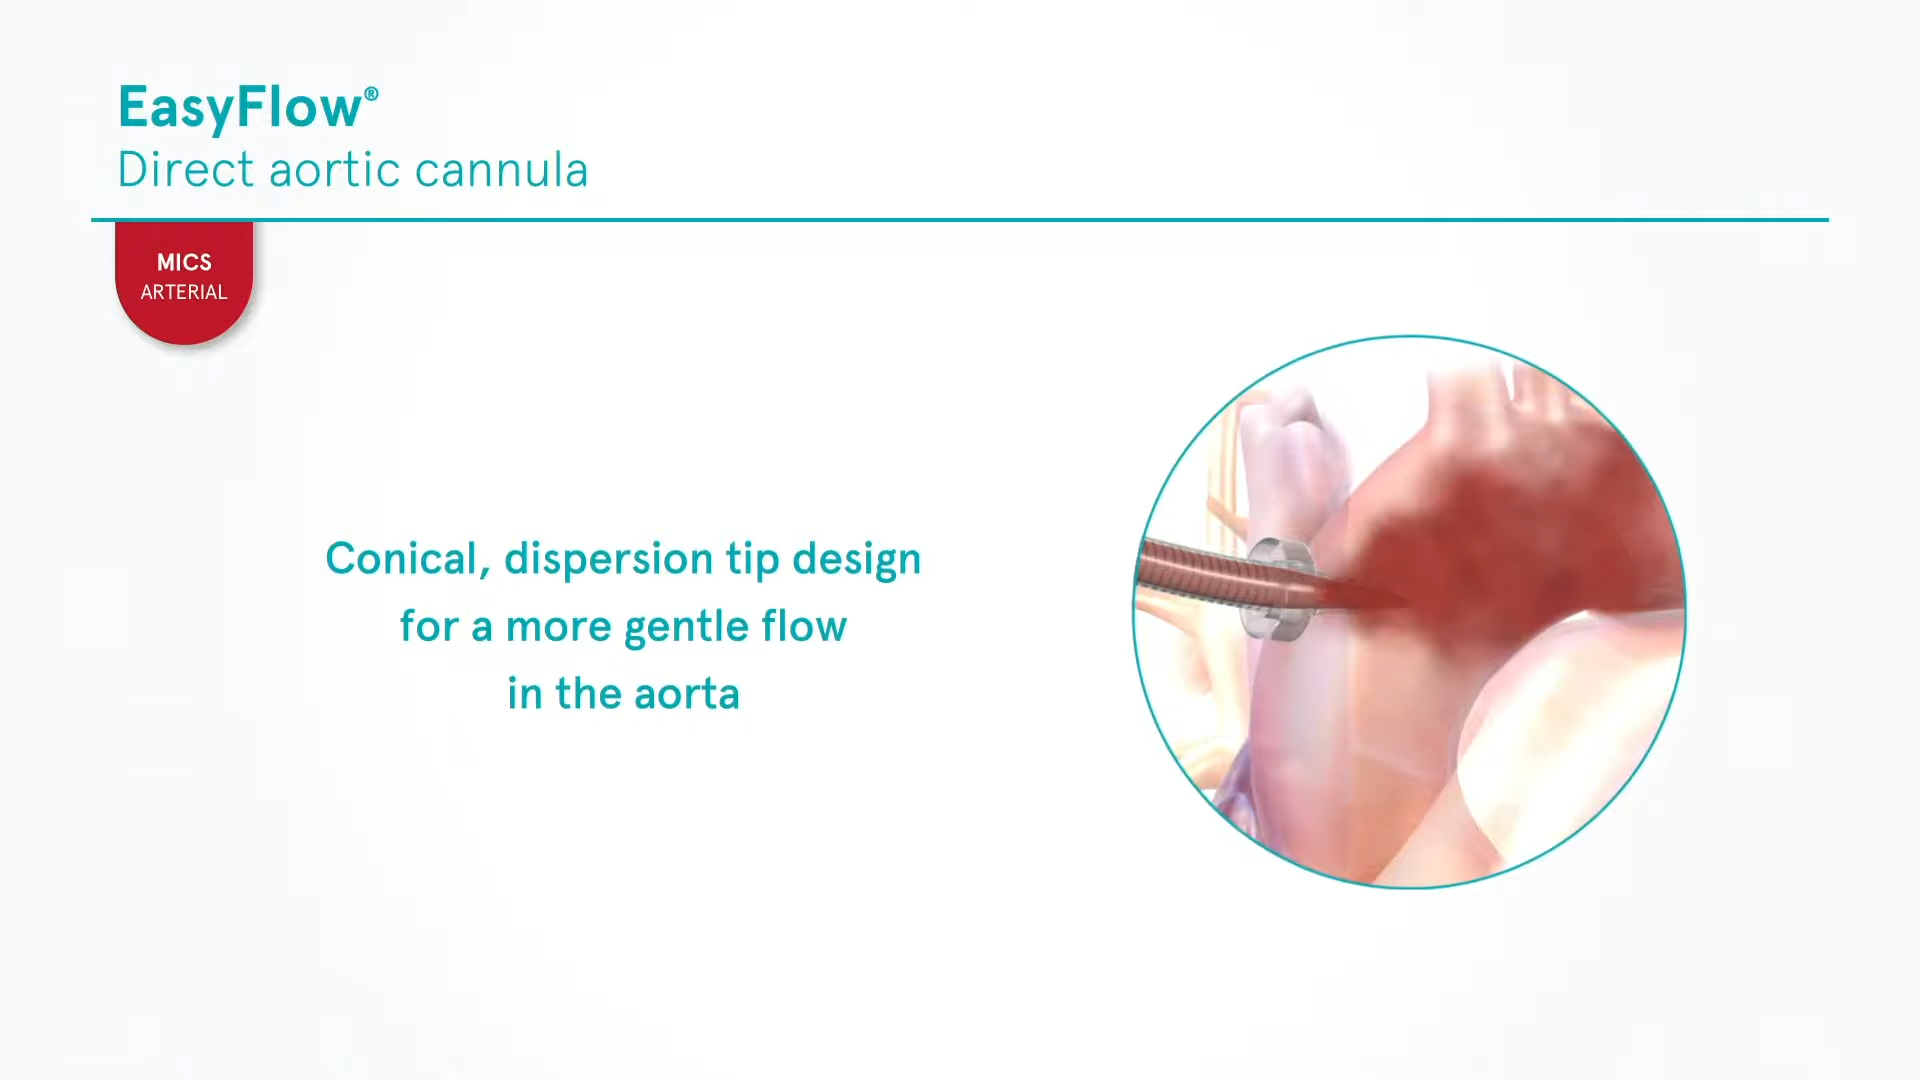 EasyFlow®
Direct aortic cannula
MICS
ARTERIAL
Conical, dispersion tip design
for a more gentle flow
in the aorta